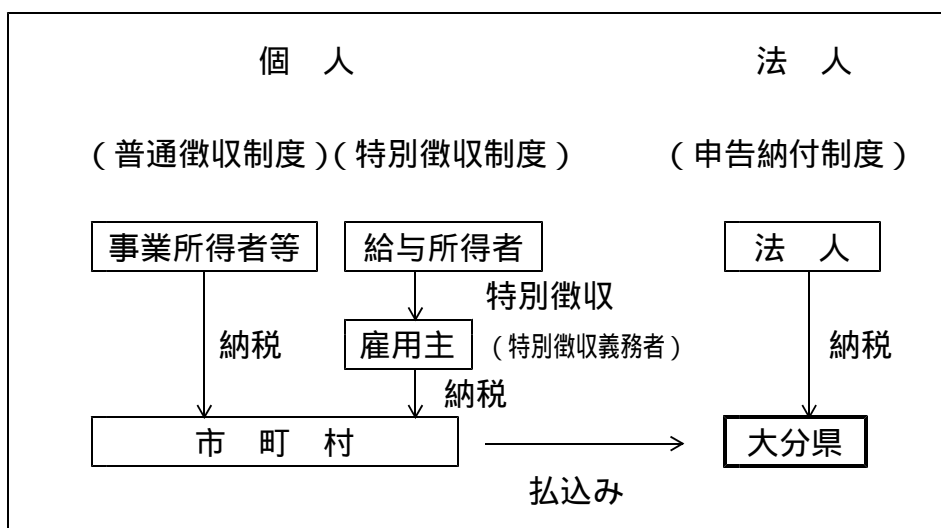 個　人　法　人
（普通徴収制度）（特別徴収制度）（申告納付制度）
事業所得者等　給与所得者　法　人
特別徴収
納税　雇用主　（特別徴収義務者）　納税
納税
市　町　村　大分県
払込み